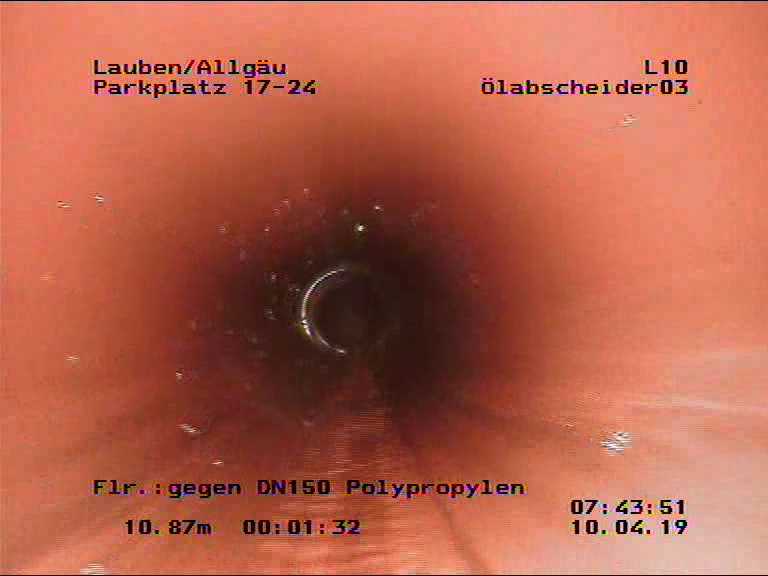 Lauben/Allgäu L10
Parkplatz 17-24 Ölabscheider03
Flr.:gegen DN150 Polypropylen
07:43:51
10.87m 00:01:32 10.04.19